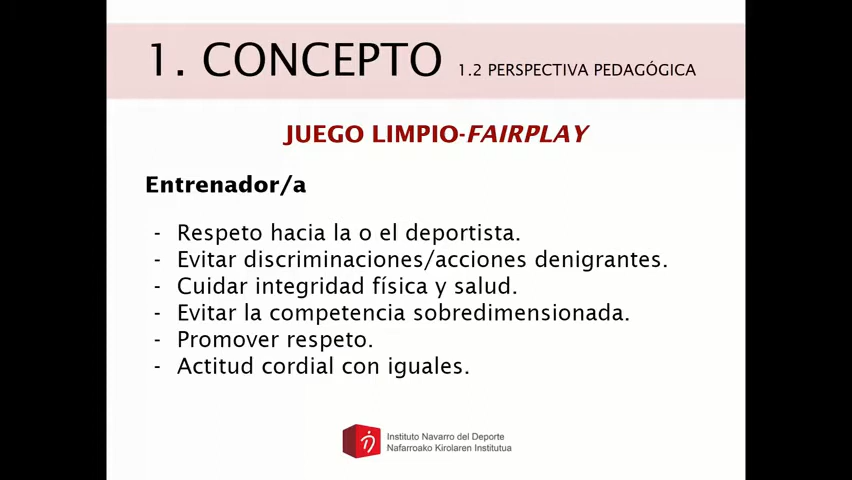 1. CONCEPTO 1.2 PERSPECTIVA PEDAGÓGICA
JUEGO LIMPIO-FAIRPLAY
Entrenador/a
- Respeto hacia la o el deportista.
- Evitar discriminaciones/acciones denigrantes.
- Cuidar integridad física y salud.
- Evitar la competencia sobredimensionada.
- Promover respeto.
- Actitud cordial con iguales.
Instituto Navarro del Deporte
Nafarroako Kirolaren Institutua